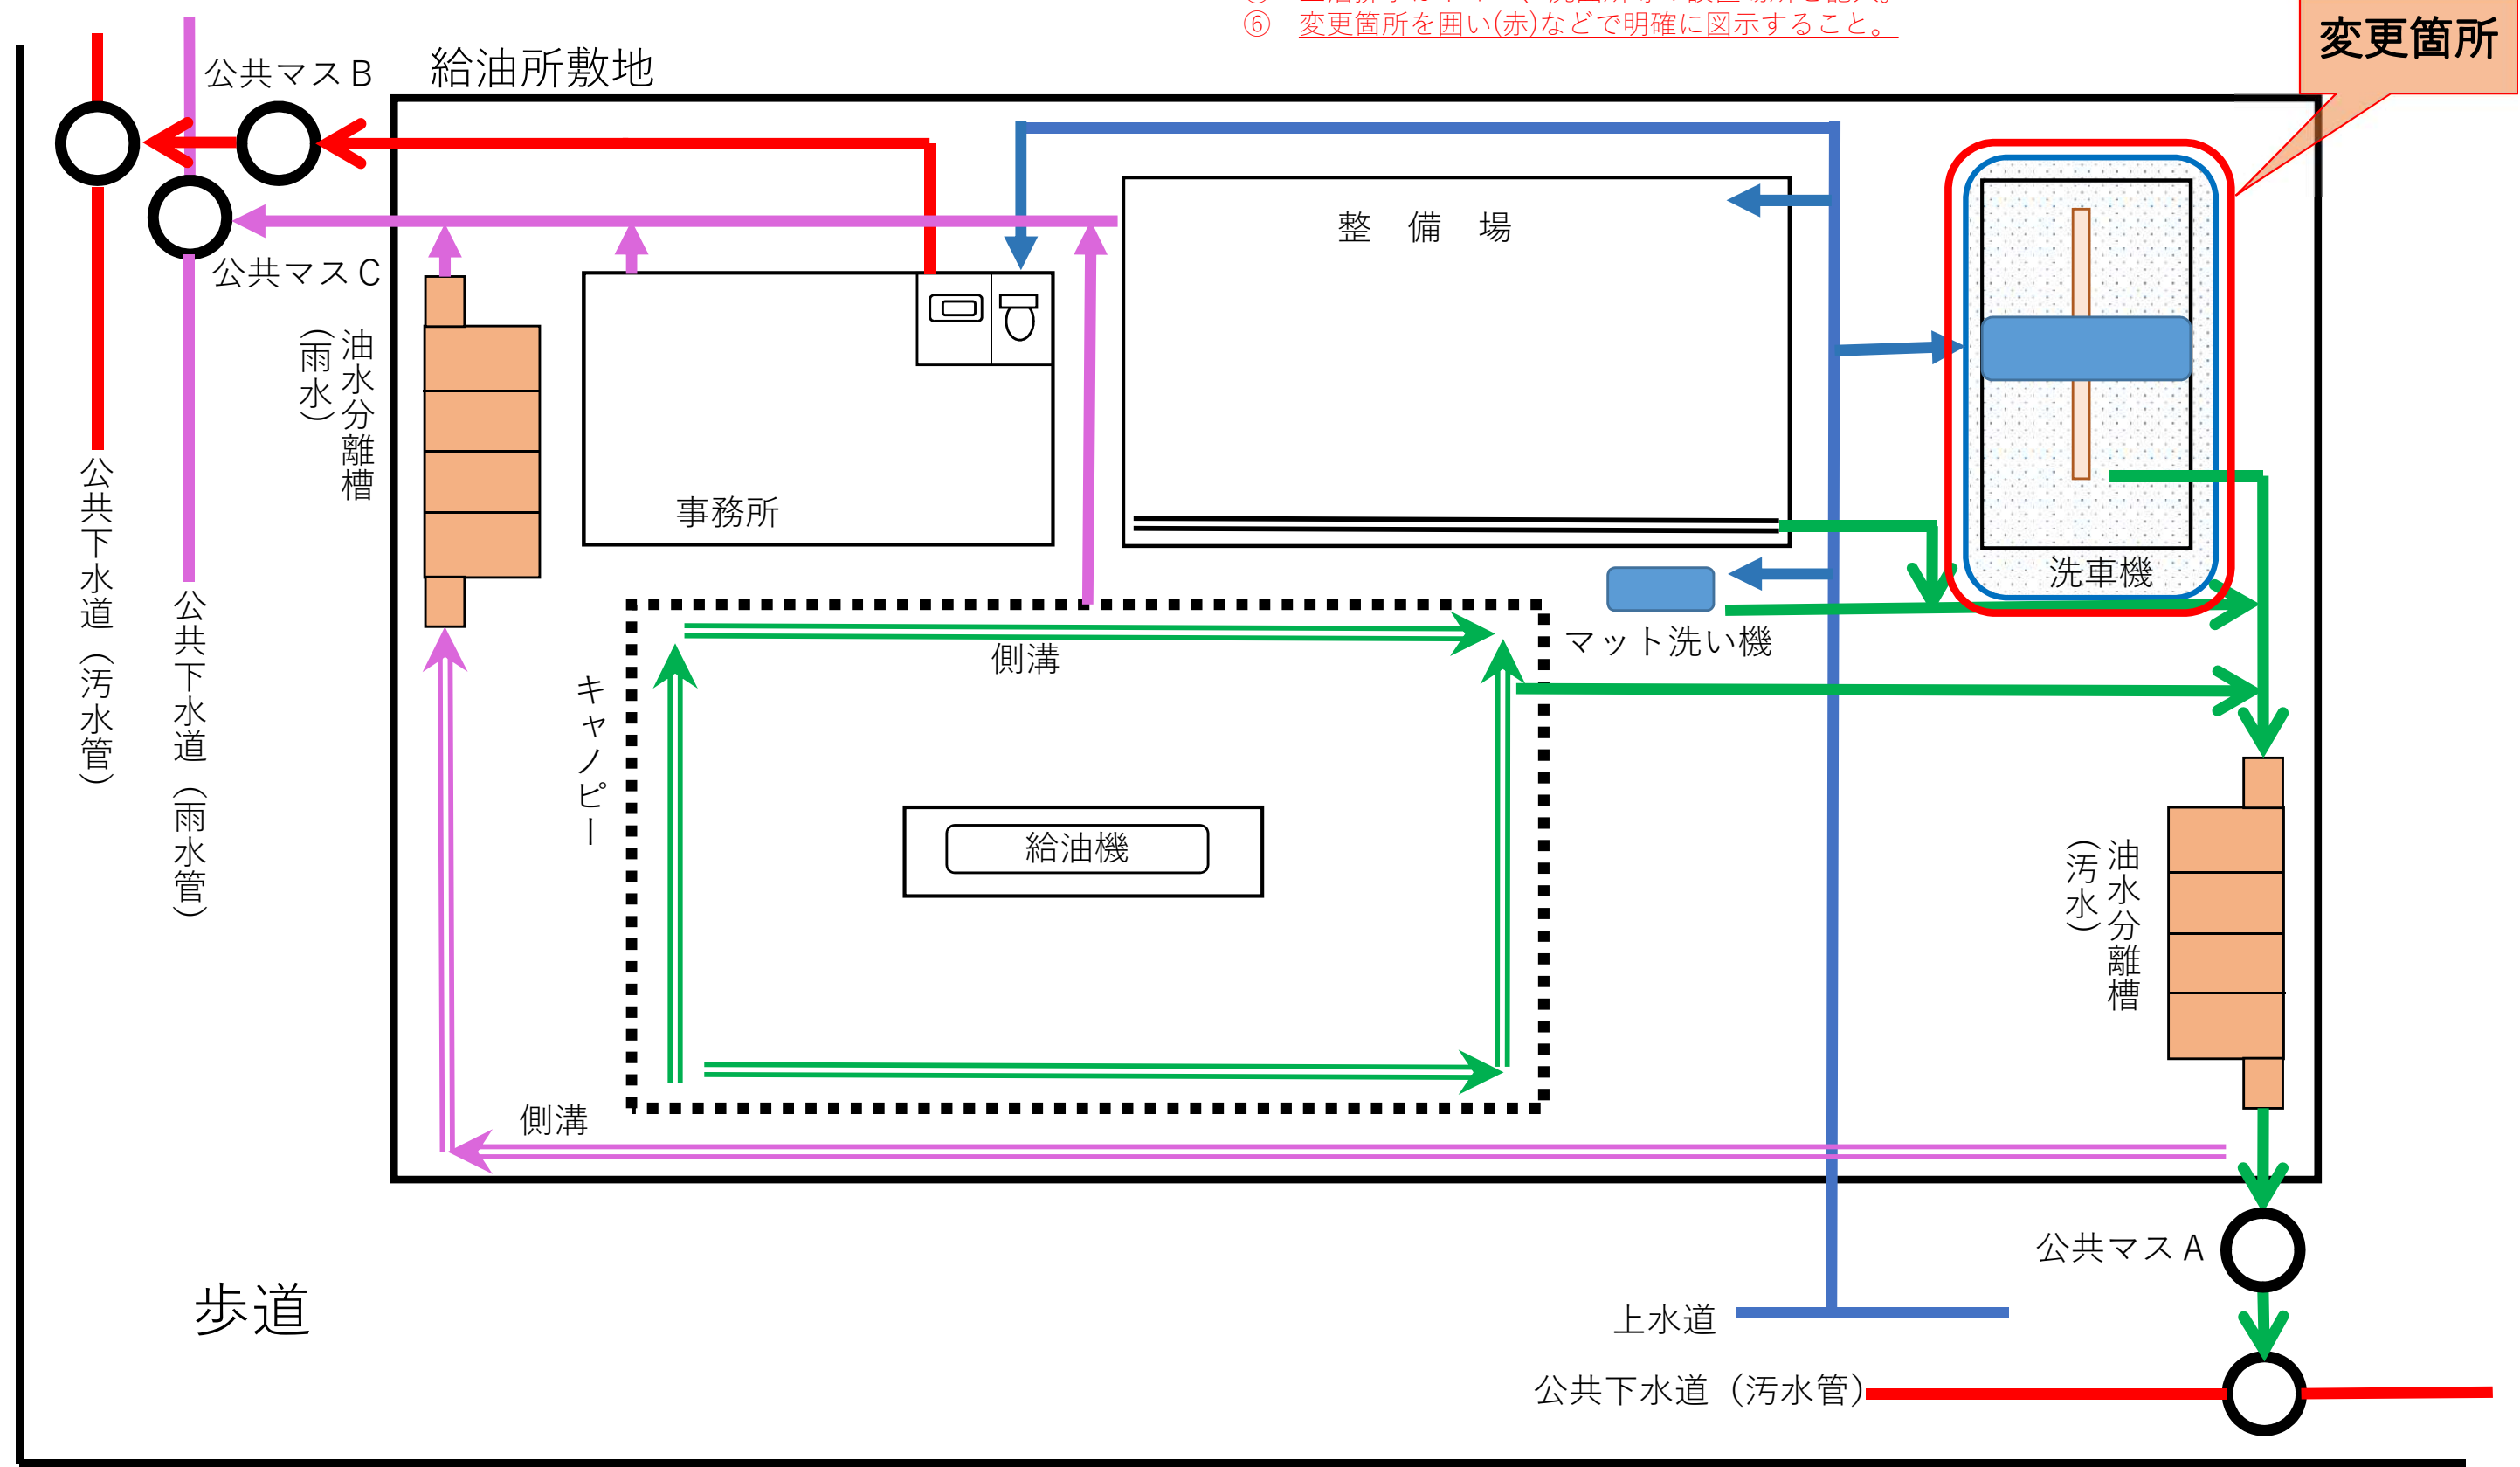 ⑥ 変更箇所を囲い(赤)などで明確に図示すること。
変更箇所
公共マスB
給油所敷地
公共マスC
整 備 場
油水分離槽
（雨水）
事務所
洗車機
マット洗い機
側溝
公共下水道（汚水管）
公共下水道（雨水管）
キャノピー
給油機
油水分離槽
（汚水）
側溝
公共マスA
歩道
上水道
公共下水道（汚水管）